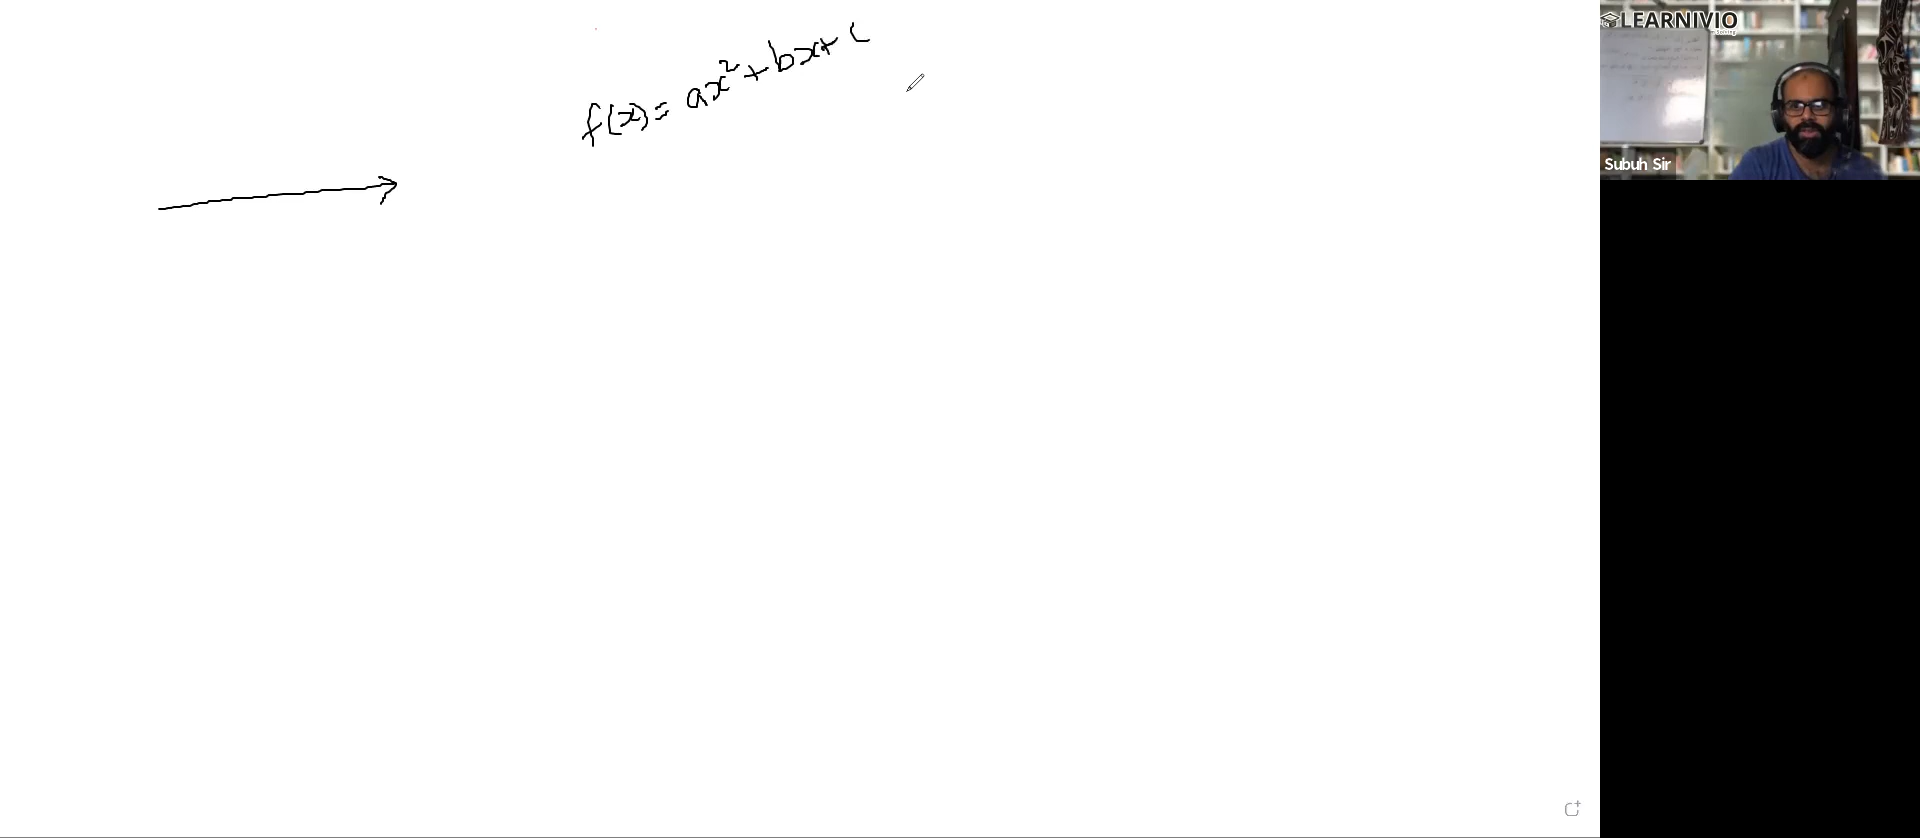 f(x) = ax² + bx + c
LEARNIVIO
Subuh Sir